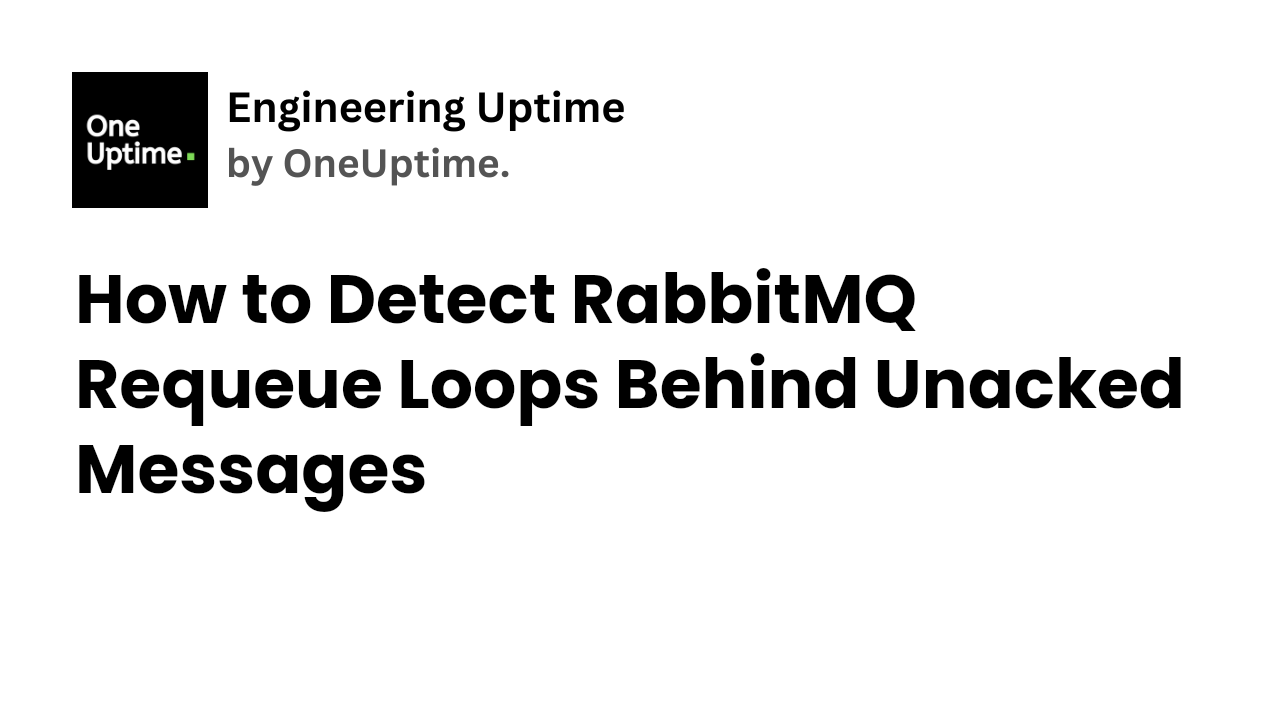 One
Uptime
Engineering Uptime
by OneUptime.
How to Detect RabbitMQ
Requeue Loops Behind Unacked
Messages